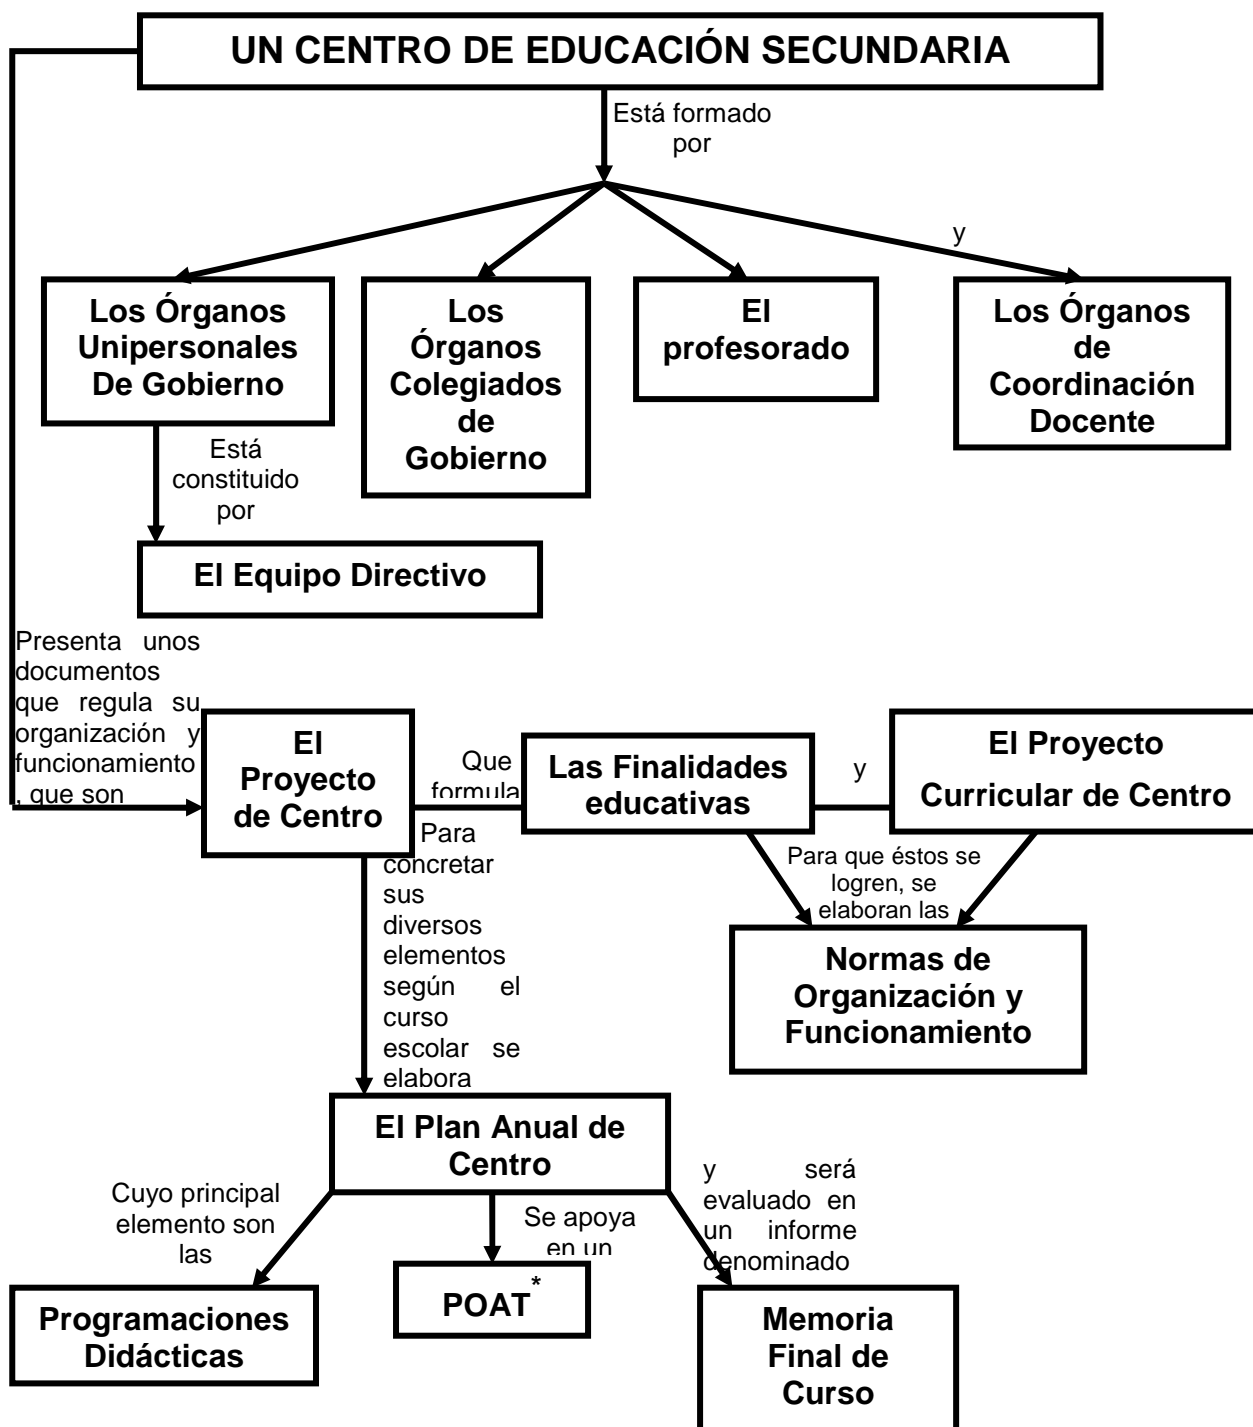 UN CENTRO DE EDUCACIÓN SECUNDARIA
Está formado
por
y
Los Órganos
Unipersonales
De Gobierno
Los
Órganos
Colegiados
de
Gobierno
El
profesorado
Los Órganos
de
Coordinación
Docente
Está
constituido
por
El Equipo Directivo
Presenta unos
documentos
que regula su
organización y
funcionamiento
, que son
El
Proyecto
de Centro
Que
formula
Las Finalidades
educativas
y
El Proyecto
Curricular de Centro
Para que éstos se
logren, se
elaboran las
Normas de
Organización y
Funcionamiento
Para
concretar
sus
diversos
elementos
según el
curso
escolar se
elabora
El Plan Anual de
Centro
Cuyo principal
elemento son
las
Se apoya
en un
y será
evaluado en
un informe
denominado
Programaciones
Didácticas
POAT*
Memoria
Final de
Curso